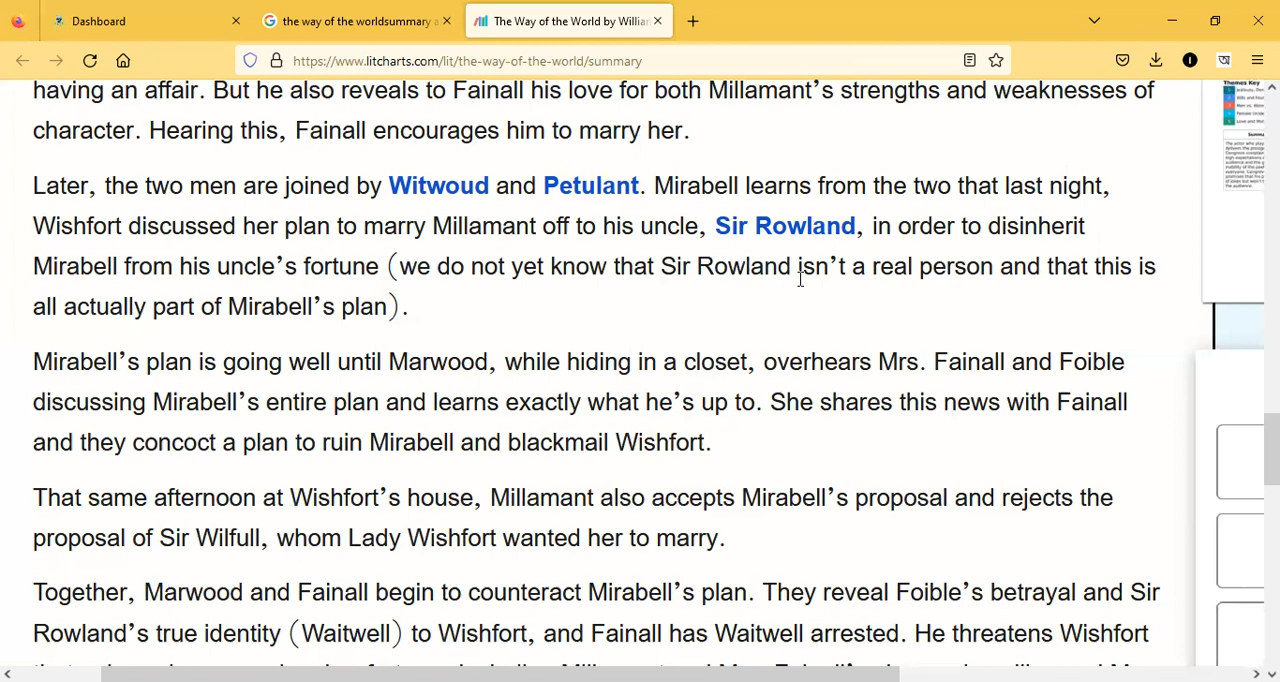 Dashboard
the way of the worldsummary a
The Way of the World by Willian
https://www.litcharts.com/lit/the-way-of-the-world/summary
having an affair. But he also reveals to Fainall his love for both Millamant’s strengths and weaknesses of
character. Hearing this, Fainall encourages him to marry her.
Later, the two men are joined by Witwoud and Petulant. Mirabell learns from the two that last night,
Wishfort discussed her plan to marry Millamant off to his uncle, Sir Rowland, in order to disinherit
Mirabell from his uncle’s fortune (we do not yet know that Sir Rowland isn’t a real person and that this is
all actually part of Mirabell’s plan).
Mirabell’s plan is going well until Marwood, while hiding in a closet, overhears Mrs. Fainall and Foible
discussing Mirabell’s entire plan and learns exactly what he’s up to. She shares this news with Fainall
and they concoct a plan to ruin Mirabell and blackmail Wishfort.
That same afternoon at Wishfort’s house, Millamant also accepts Mirabell’s proposal and rejects the
proposal of Sir Wilfull, whom Lady Wishfort wanted her to marry.
Together, Marwood and Fainall begin to counteract Mirabell’s plan. They reveal Foible’s betrayal and Sir
Rowland’s true identity (Waitwell) to Wishfort, and Fainall has Waitwell arrested. He threatens Wishfort
Themes Key